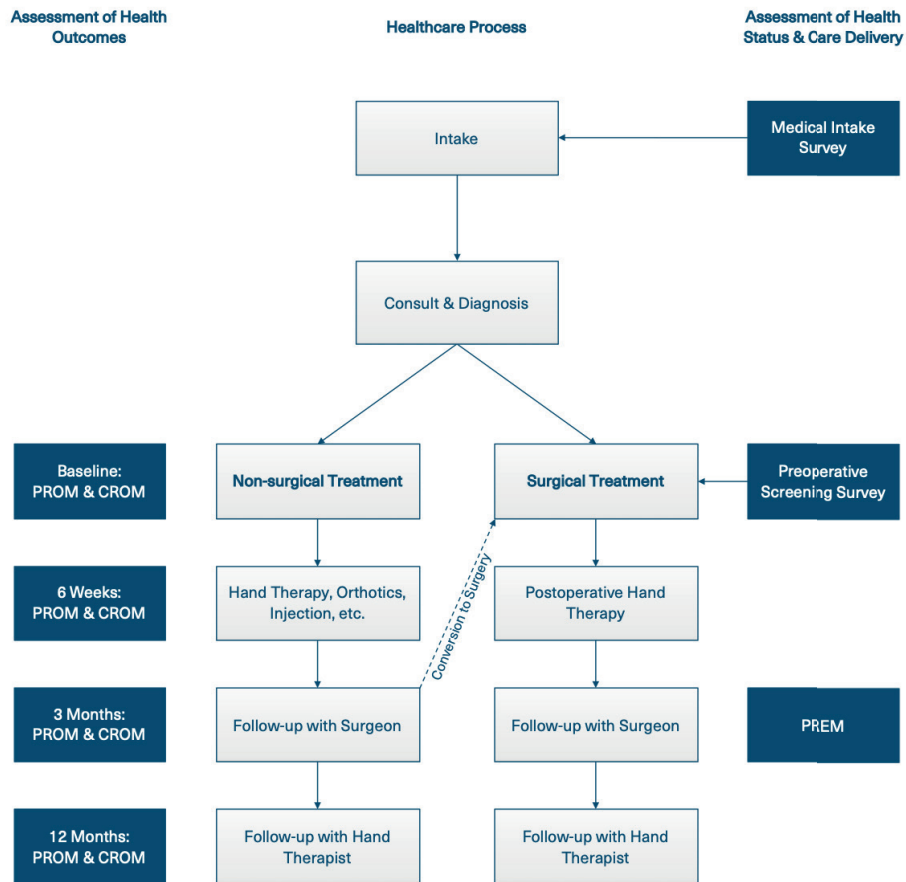 Assessment of Health
Outcomes
Healthcare Process
Assessment of Health
Status & Care Delivery
Intake
Medical Intake
Survey
Consult & Diagnosis
Baseline:
PROM & CROM
Non-surgical Treatment
Surgical Treatment
Preoperative
Screening Survey
6 Weeks:
PROM & CROM
Hand Therapy, Orthotics,
Injection, etc.
Conversion to Surgery
Postoperative Hand
Therapy
3 Months:
PROM & CROM
Follow-up with Surgeon
Follow-up with Surgeon
PREM
12 Months:
PROM & CROM
Follow-up with Hand
Therapist
Follow-up with Hand
Therapist